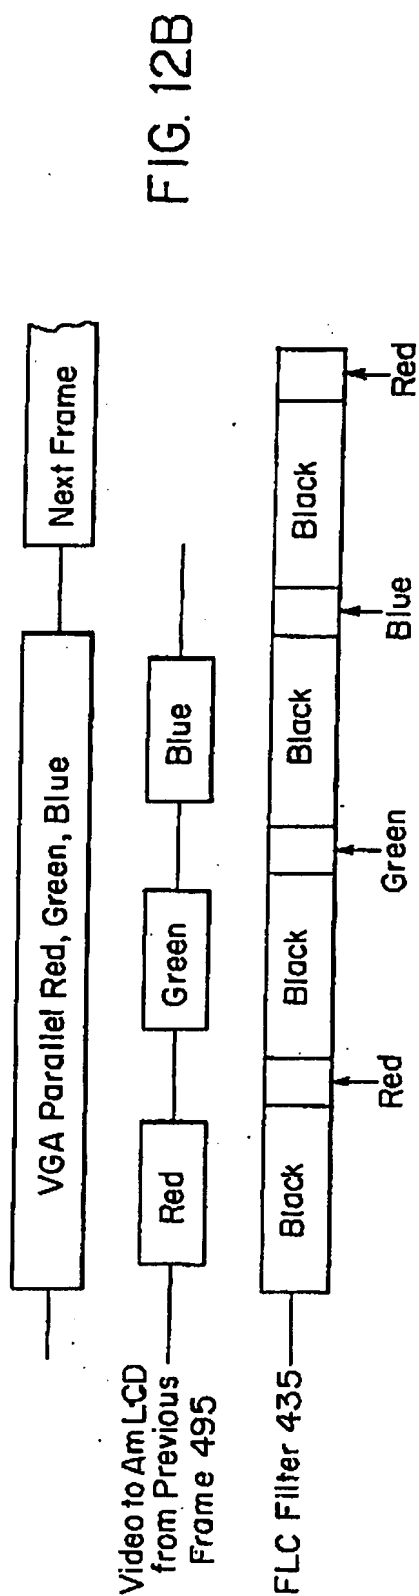 VGA Parallel Red, Green, Blue
Next Frame
Video to AmLCD
from Previous
Frame 495
Red
Green
Blue
FLC Filter 435
Black
Black
Black
Black
Red
Green
Blue
Red
FIG. 12B